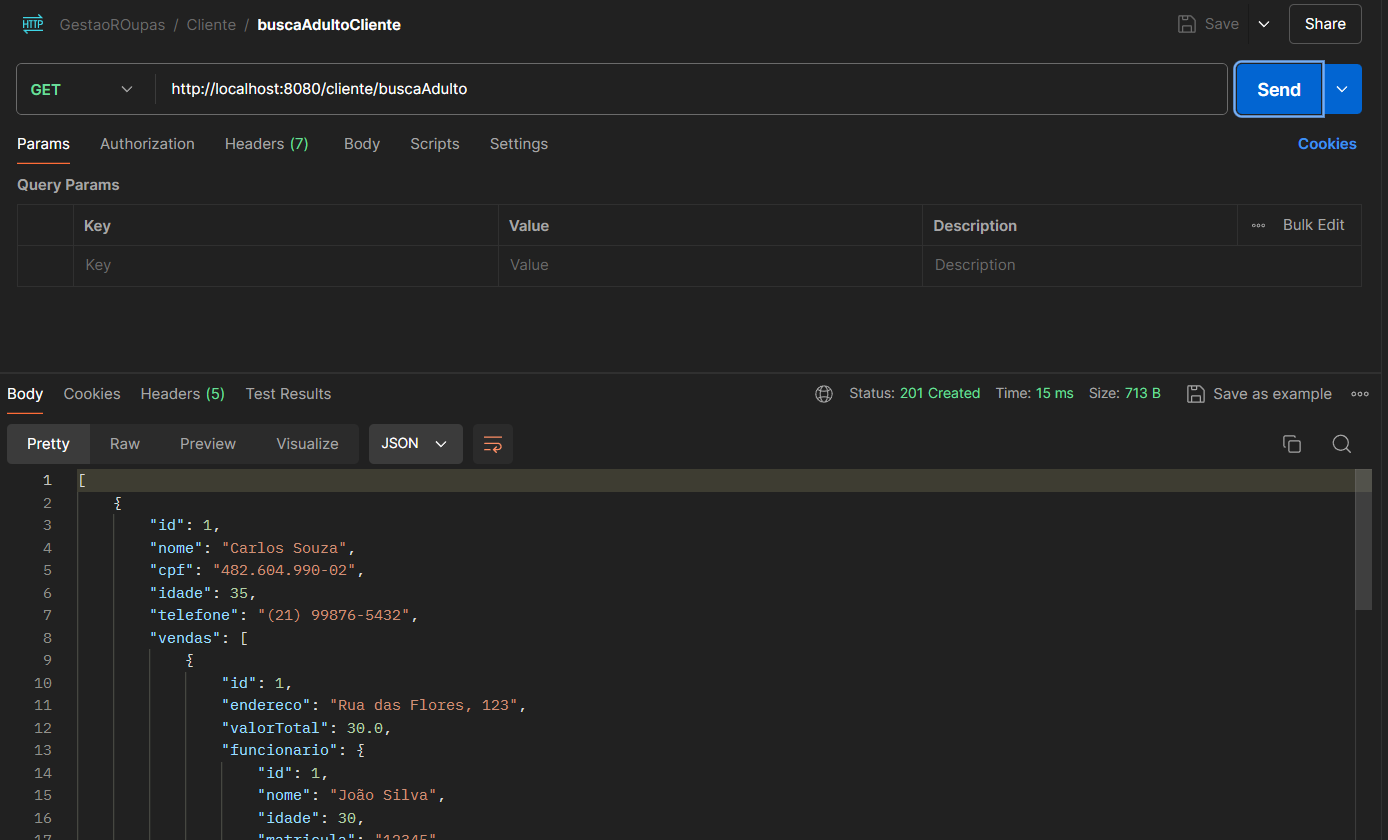 HTTP GestaoROupas / Cliente / buscaAdultoCliente Save Share
GET http://localhost:8080/cliente/buscaAdulto Send
Params Authorization Headers (7) Body Scripts Settings Cookies
Query Params
Key Value Description Bulk Edit
Key Value Description
Body Cookies Headers (5) Test Results Status: 201 Created Time: 15 ms Size: 713 B Save as example
Pretty Raw Preview Visualize JSON
1 [
2 {
3 "id": 1,
4 "nome": "Carlos Souza",
5 "cpf": "482.604.990-02",
6 "idade": 35,
7 "telefone": "(21) 99876-5432",
8 "vendas": [
9 {
10 "id": 1,
11 "endereco": "Rua das Flores, 123",
12 "valorTotal": 30.0,
13 "funcionario": {
14 "id": 1,
15 "nome": "João Silva",
16 "idade": 30,
17 "matricula": "12345"